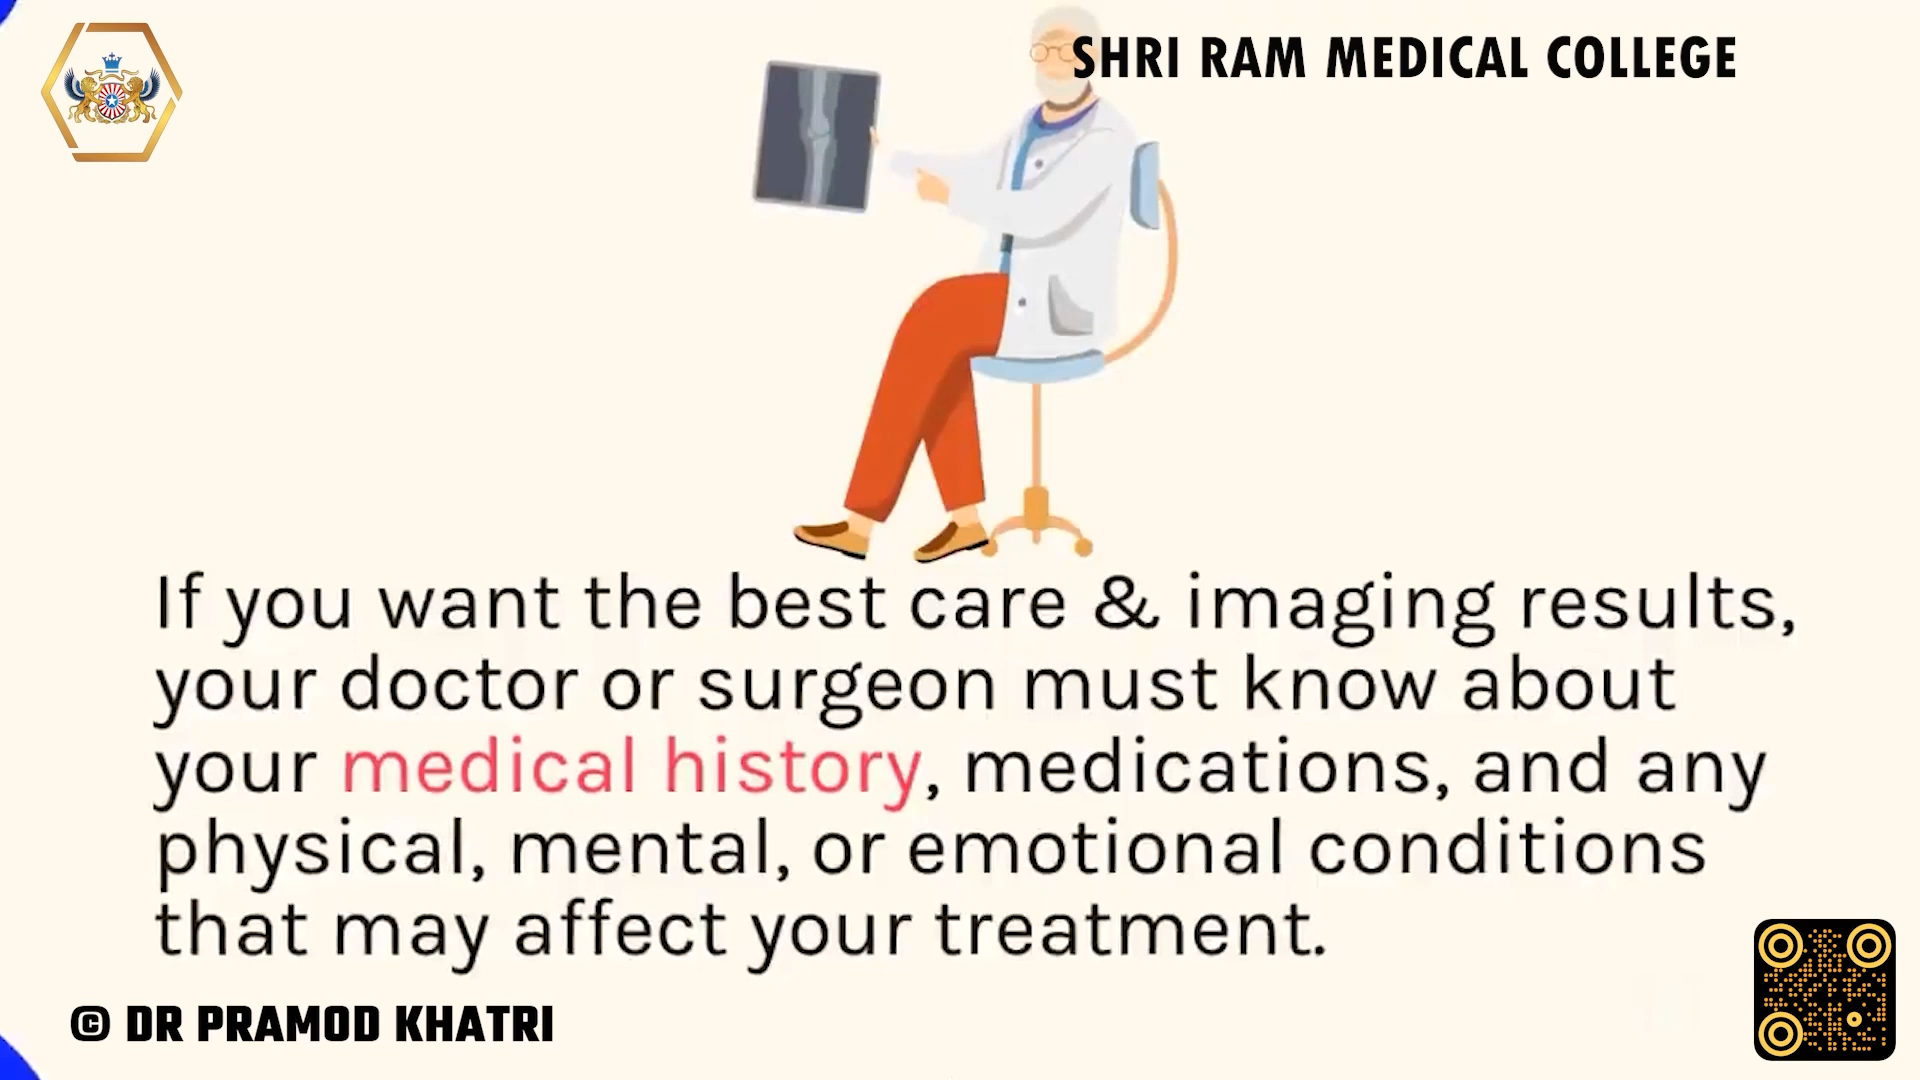 SHRI RAM MEDICAL COLLEGE
If you want the best care & imaging results,
your doctor or surgeon must know about
your medical history, medications, and any
physical, mental, or emotional conditions
that may affect your treatment.
© DR PRAMOD KHATRI